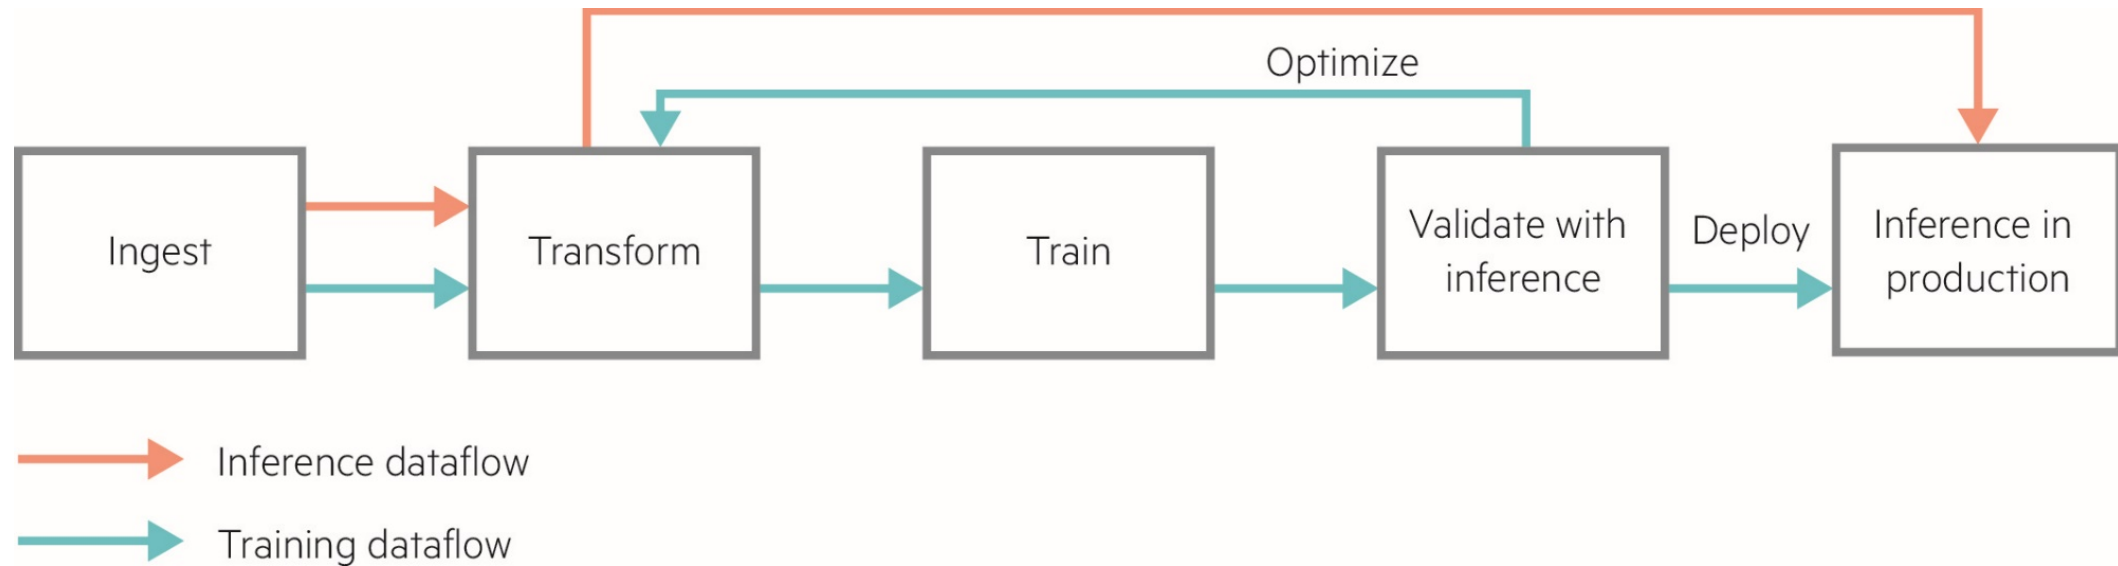 Optimize
Ingest
Transform
Train
Validate with
inference
Deploy
Inference in
production
Inference dataflow
Training dataflow